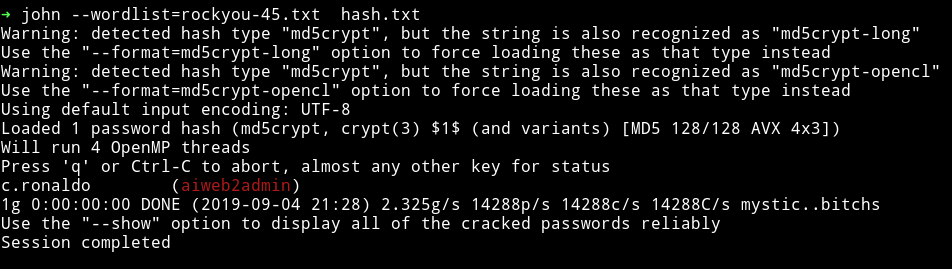 → john --wordlist=rockyou-45.txt  hash.txt
Warning: detected hash type "md5crypt", but the string is also recognized as "md5crypt-long"
Use the "--format=md5crypt-long" option to force loading these as that type instead
Warning: detected hash type "md5crypt", but the string is also recognized as "md5crypt-opencl"
Use the "--format=md5crypt-opencl" option to force loading these as that type instead
Using default input encoding: UTF-8
Loaded 1 password hash (md5crypt, crypt(3) $1$ (and variants) [MD5 128/128 AVX 4x3])
Will run 4 OpenMP threads
Press 'q' or Ctrl-C to abort, almost any other key for status
c.ronaldo        (aiweb2admin)
1g 0:00:00:00 DONE (2019-09-04 21:28) 2.325g/s 14288p/s 14288c/s 14288C/s mystic..bitchs
Use the "--show" option to display all of the cracked passwords reliably
Session completed